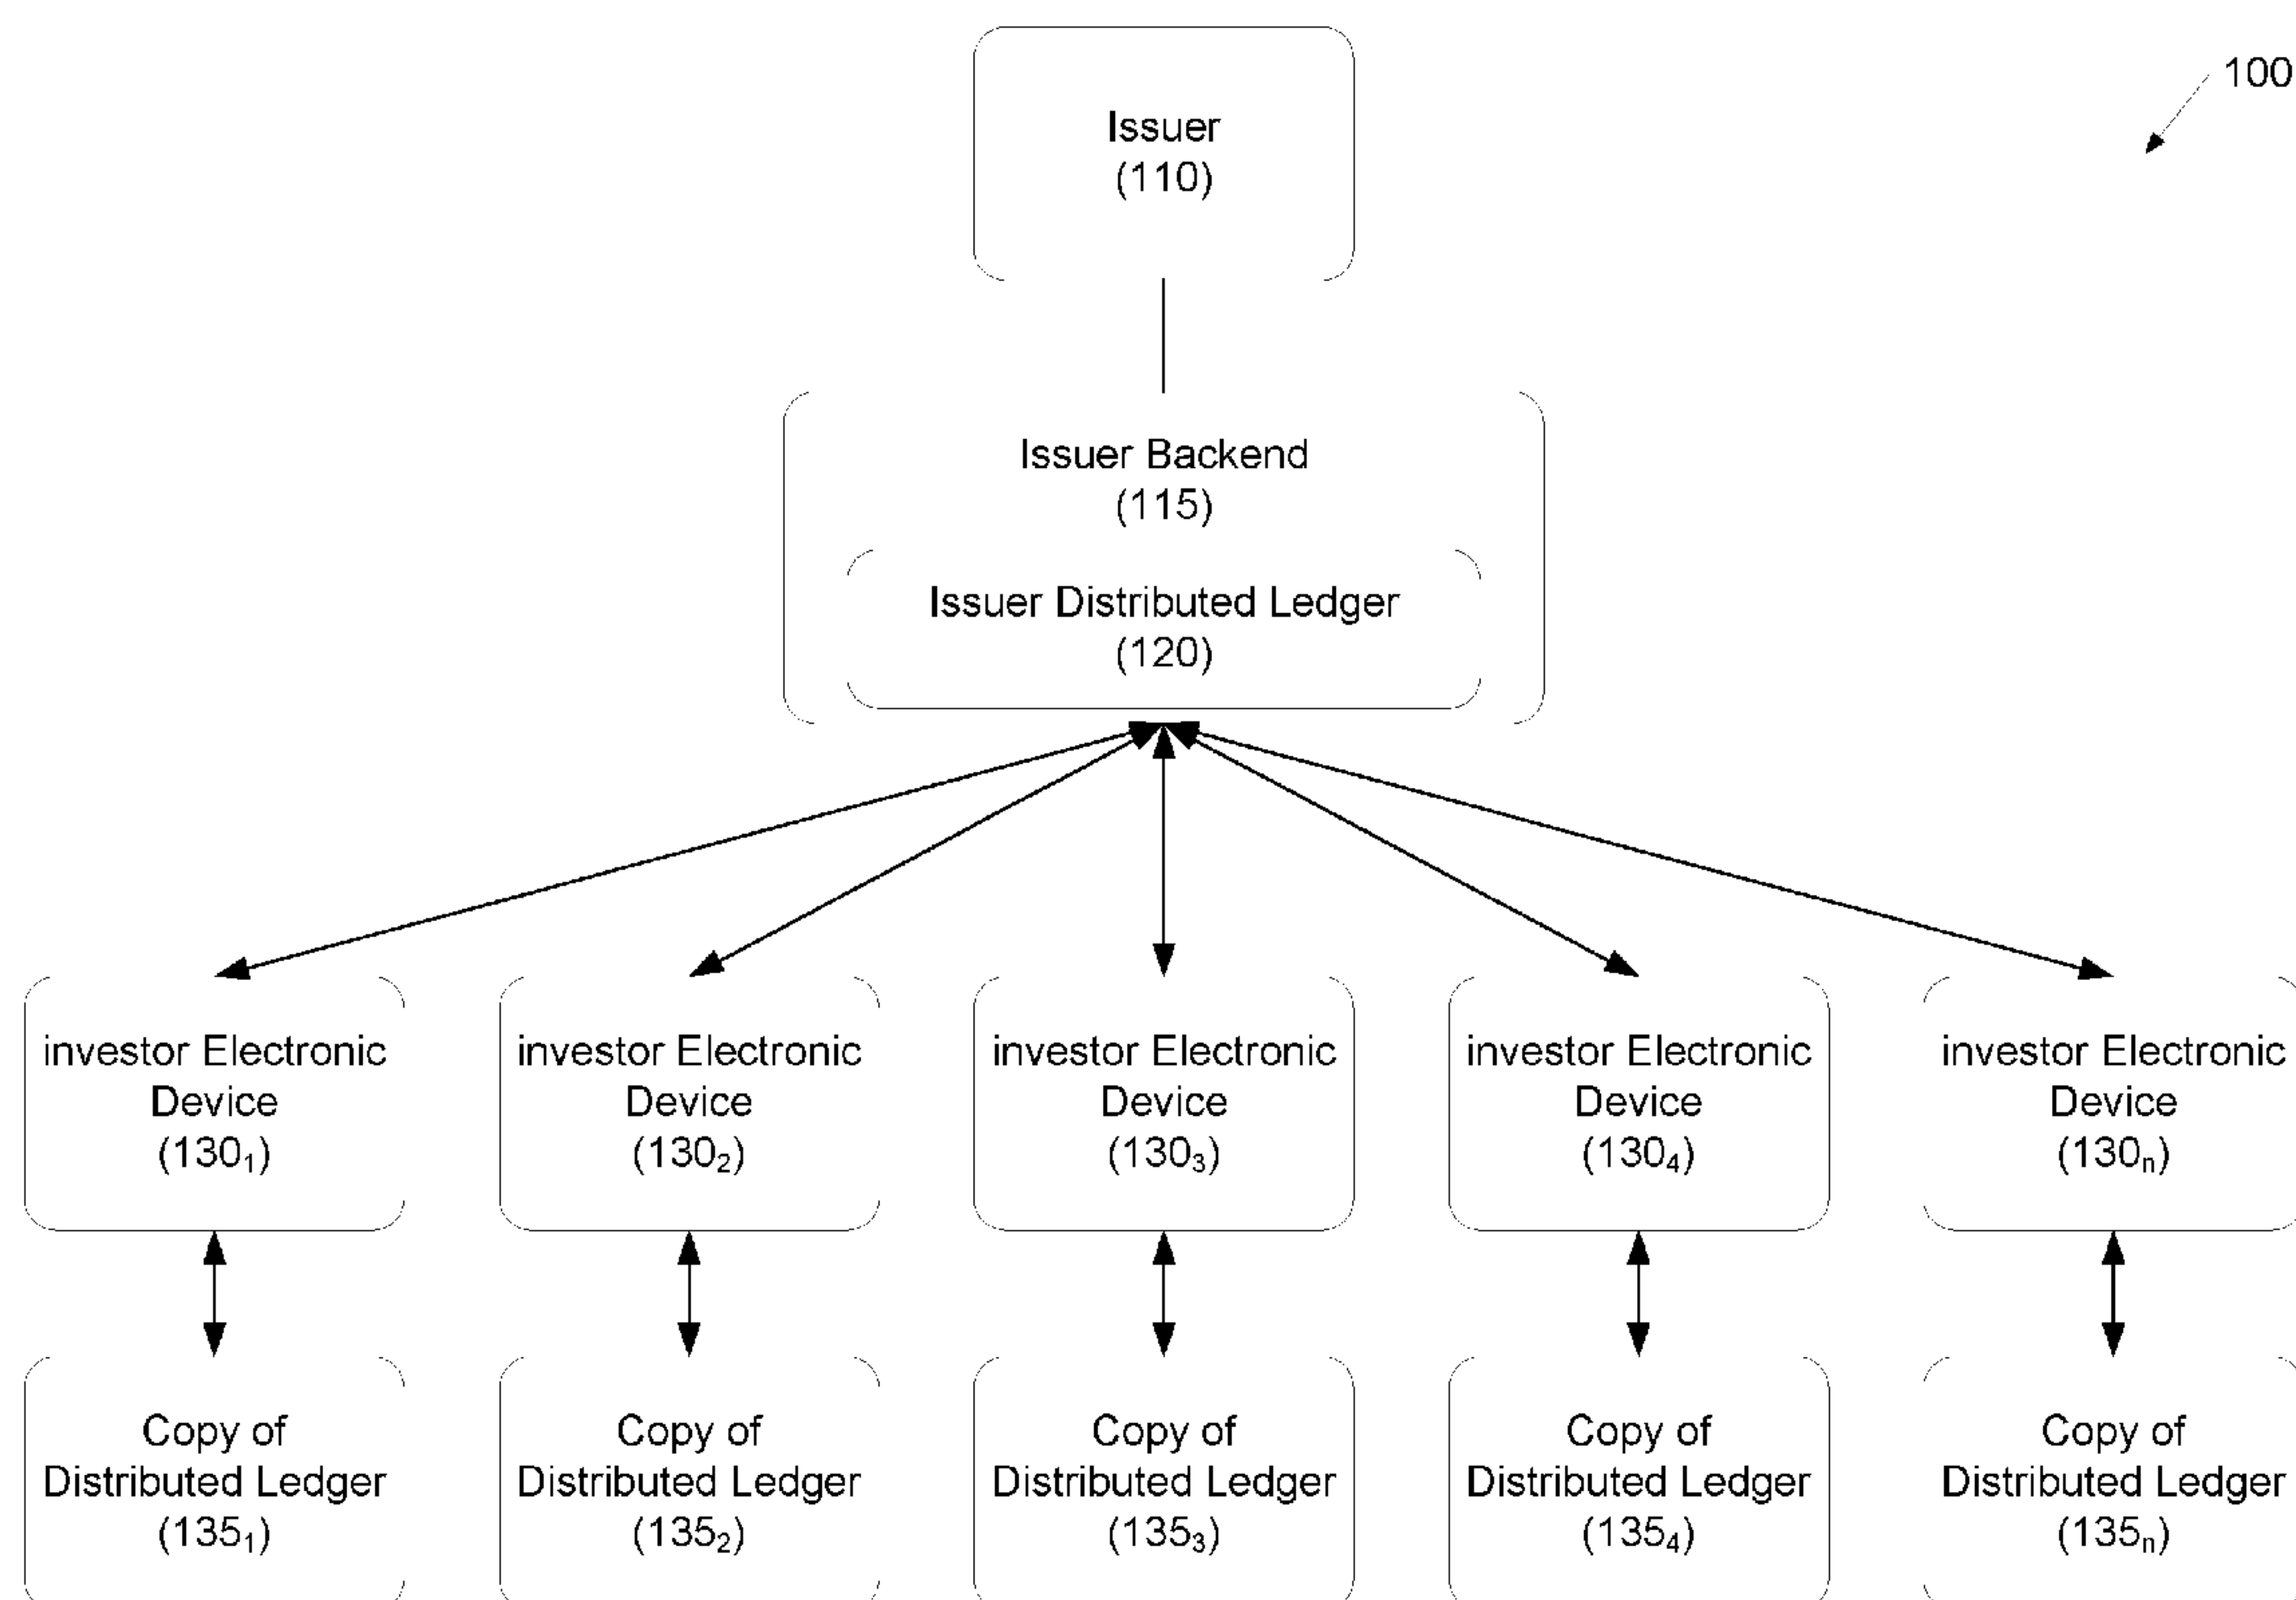 100
Issuer
(110)
Issuer Backend
(115)
Issuer Distributed Ledger
(120)
investor Electronic
Device
(130₁)
investor Electronic
Device
(130₂)
investor Electronic
Device
(130₃)
investor Electronic
Device
(130₄)
investor Electronic
Device
(130ₙ)
Copy of
Distributed Ledger
(135₁)
Copy of
Distributed Ledger
(135₂)
Copy of
Distributed Ledger
(135₃)
Copy of
Distributed Ledger
(135₄)
Copy of
Distributed Ledger
(135ₙ)